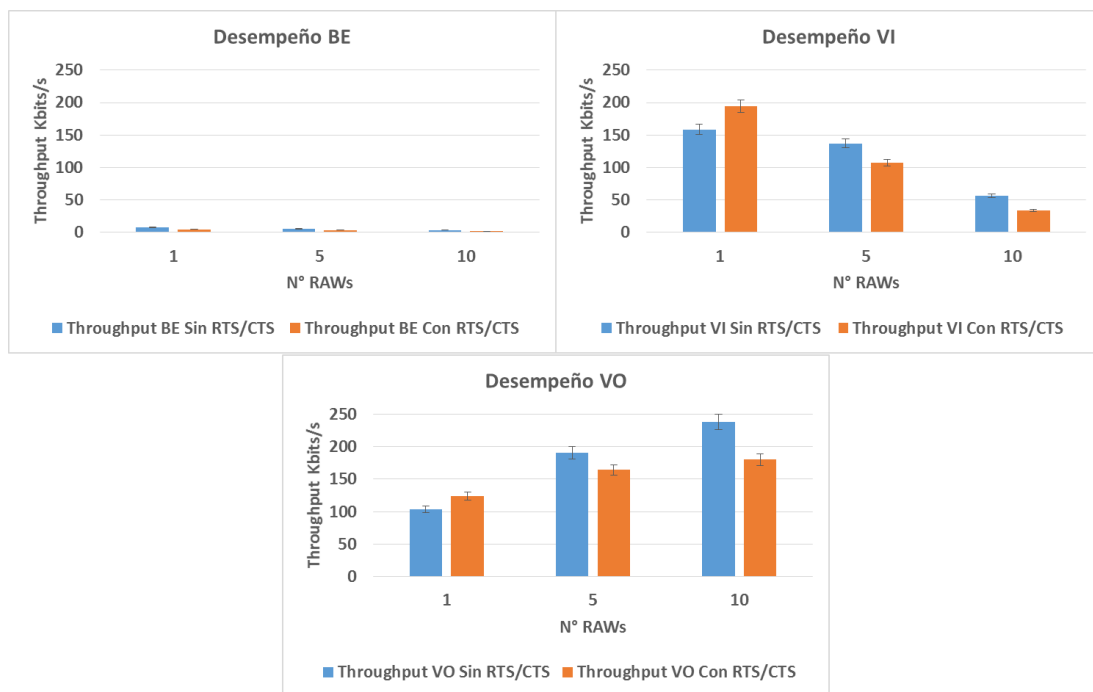 Desempeño BE
Throughput Kbits/s
250
200
150
100
50
0
1 5 10
N° RAWs
Throughput BE Sin RTS/CTS Throughput BE Con RTS/CTS
Desempeño VI
Throughput Kbits/s
250
200
150
100
50
0
1 5 10
N° RAWs
Throughput VI Sin RTS/CTS Throughput VI Con RTS/CTS
Desempeño VO
Throughput Kbits/s
250
200
150
100
50
0
1 5 10
N° RAWs
Throughput VO Sin RTS/CTS Throughput VO Con RTS/CTS